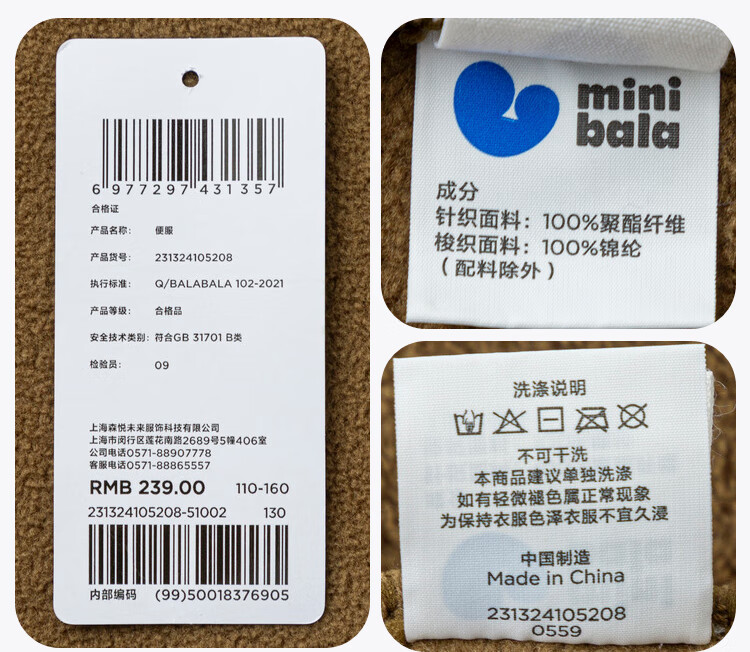 6 977297 431357
合格证
产品名称： 便服
产品货号： 231324105208
执行标准： Q/BALABALA 102-2021
产品等级： 合格品
安全技术类别：符合GB 31701 B类
检验员： 09
上海森悦未来服饰科技有限公司
上海市闵行区莲花南路2689号5幢406室
公司电话0571-88907778
客服电话0571-88865557
RMB 239.00 110-160
231324105208-51002 130
内部编码 (99)50018376905
mini
bala
成分
针织面料：100%聚酯纤维
梭织面料：100%锦纶
（配料除外）
洗涤说明
不可干洗
本商品建议单独洗涤
如有轻微褪色属正常现象
为保持衣服色泽衣服不宜久浸
中国制造
Made in China
231324105208
0559